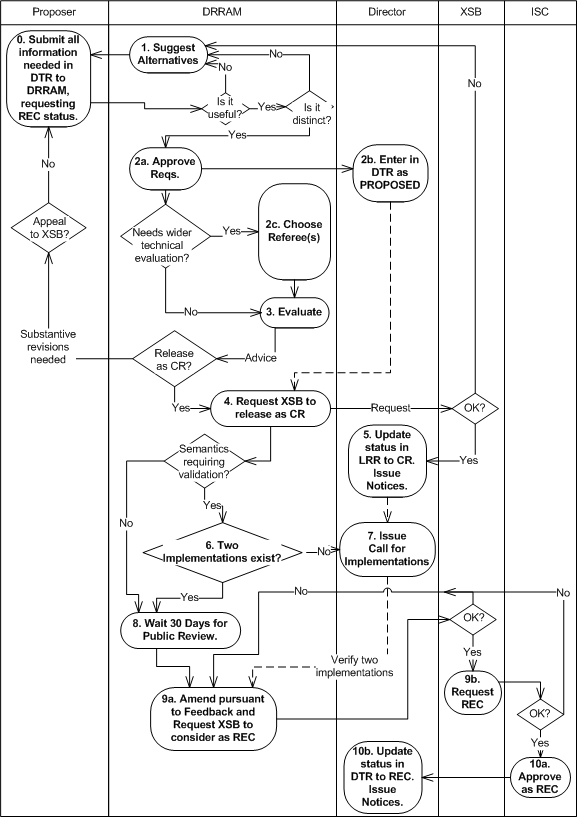 Proposer
DRRAM
Director
XSB
ISC
0. Submit all
information
needed in
DTR to
DRRAM,
requesting
REC status.
1. Suggest
Alternatives
No
No
No
Is it
useful?
Yes
Is it
distinct?
Yes
2a. Approve
Reqs.
2b. Enter in
DTR as
PROPOSED
No
Appeal
to XSB?
Needs wider
technical
evaluation?
Yes
2c. Choose
Referee(s)
No
3. Evaluate
Substantive
revisions
needed
Release
as CR?
Advice
Yes
4. Request XSB to
release as CR
Request
OK?
5. Update
status in
LRR to CR.
Issue
Notices.
Yes
Semantics
requiring
validation?
Yes
No
6. Two
Implementations exist?
No
7. Issue
Call for
Implementations
Yes
No
No
8. Wait 30 Days for
Public Review.
OK?
Yes
Verify two
implementations
9a. Amend pursuant
to Feedback and
Request XSB to
consider as REC
9b.
Request
REC
OK?
Yes
10b. Update
status in
DTR to REC.
Issue
Notices.
10a.
Approve
as REC